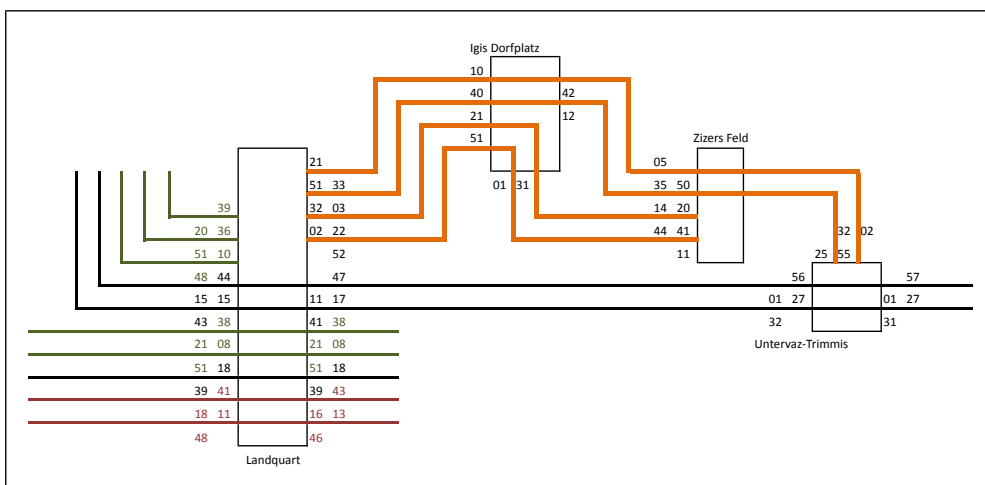 Igis Dorfplatz
10
40 42
21 12
51 Zizers Feld
21 05
51 33 01 31 35 50
39 32 03 14 20
20 36 02 22 44 41 32 02
51 10 52 11 25 55
48 44 47 56 57
15 15 11 17 01 27 01 27
43 38 41 38 32 31
21 08 21 08 Untervaz-Trimmis
51 18 51 18
39 41 39 43
18 11 16 13
48 46
Landquart